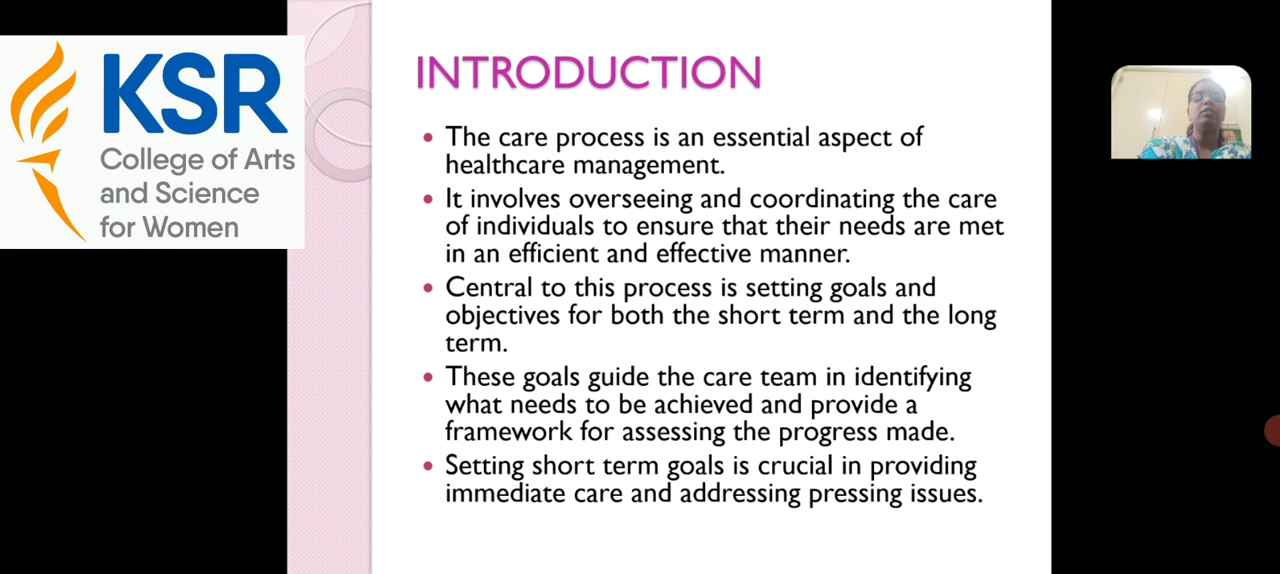 KSR
College of Arts
and Science
for Women
INTRODUCTION
• The care process is an essential aspect of
healthcare management.
• It involves overseeing and coordinating the care
of individuals to ensure that their needs are met
in an efficient and effective manner.
• Central to this process is setting goals and
objectives for both the short term and the long
term.
• These goals guide the care team in identifying
what needs to be achieved and provide a
framework for assessing the progress made.
• Setting short term goals is crucial in providing
immediate care and addressing pressing issues.